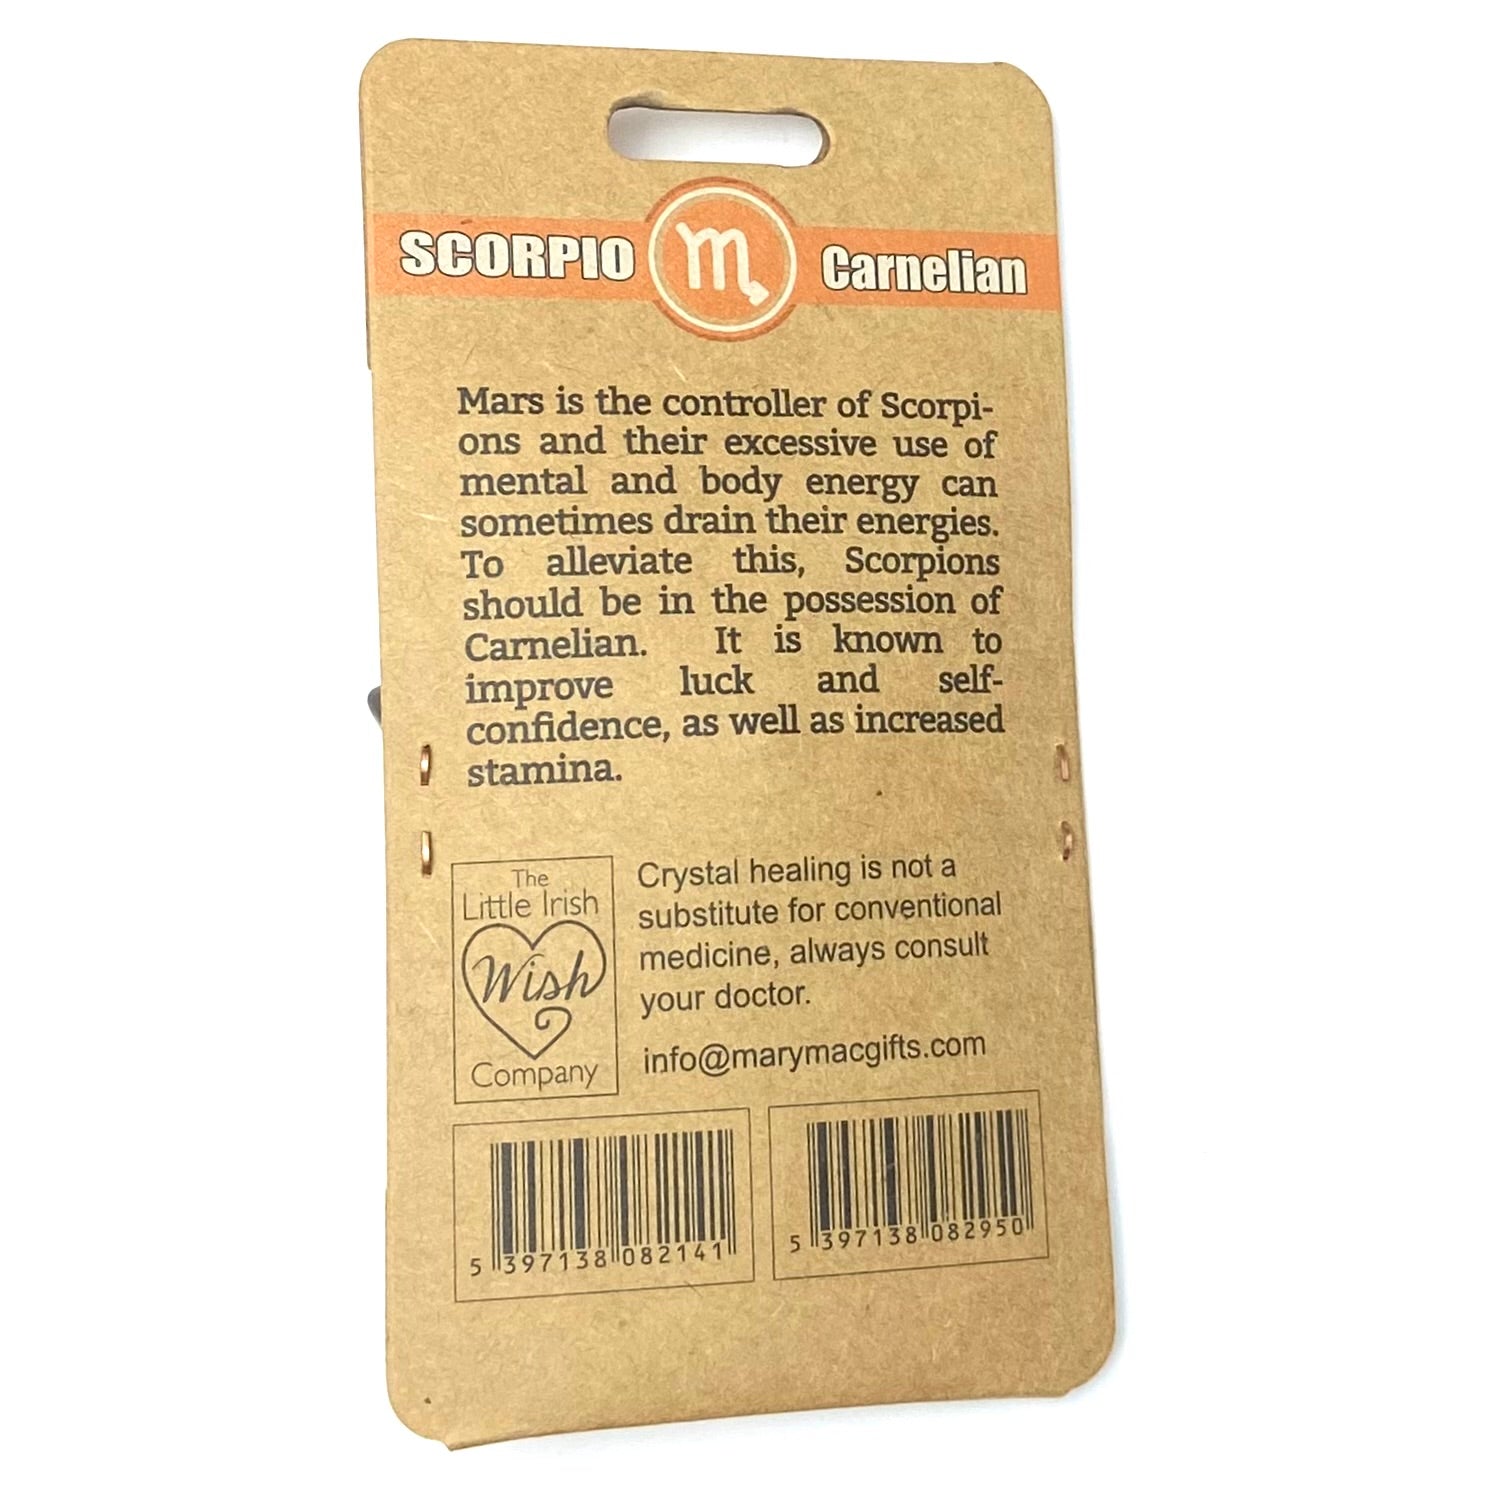 SCORPIO Carnelian
Mars is the controller of Scorpi-
ons and their excessive use of
mental and body energy can
sometimes drain their energies.
To alleviate this, Scorpions
should be in the possession of
Carnelian. It is known to
improve luck and self-
confidence, as well as increased
stamina.
The
Little Irish
Wish
Company
Crystal healing is not a
substitute for conventional
medicine, always consult
your doctor.
info@marymacgifts.com
5 397138 082141
5 397138 082950